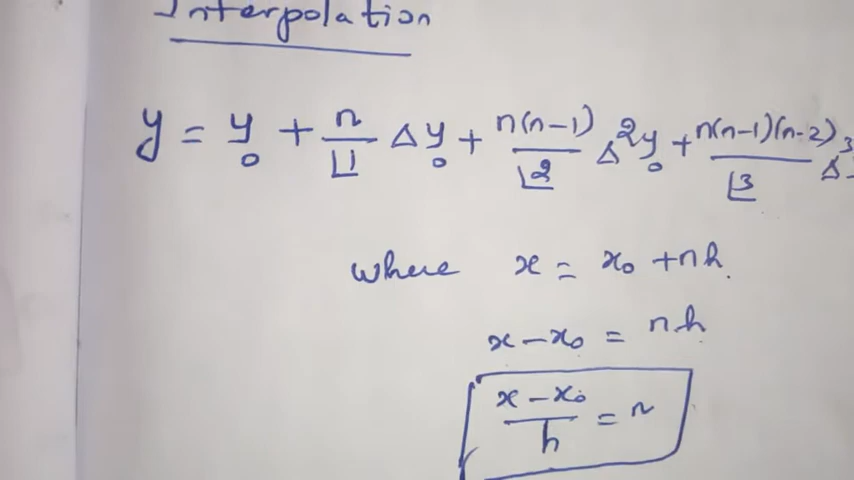 Interpolation
y = y₀ + n/⌊1 Δy₀ + n(n-1)/⌊2 Δ²y₀ + n(n-1)(n-2)/⌊3 Δ³
where x = x₀ + nh.
x - x₀ = nh
x - x₀/h = n